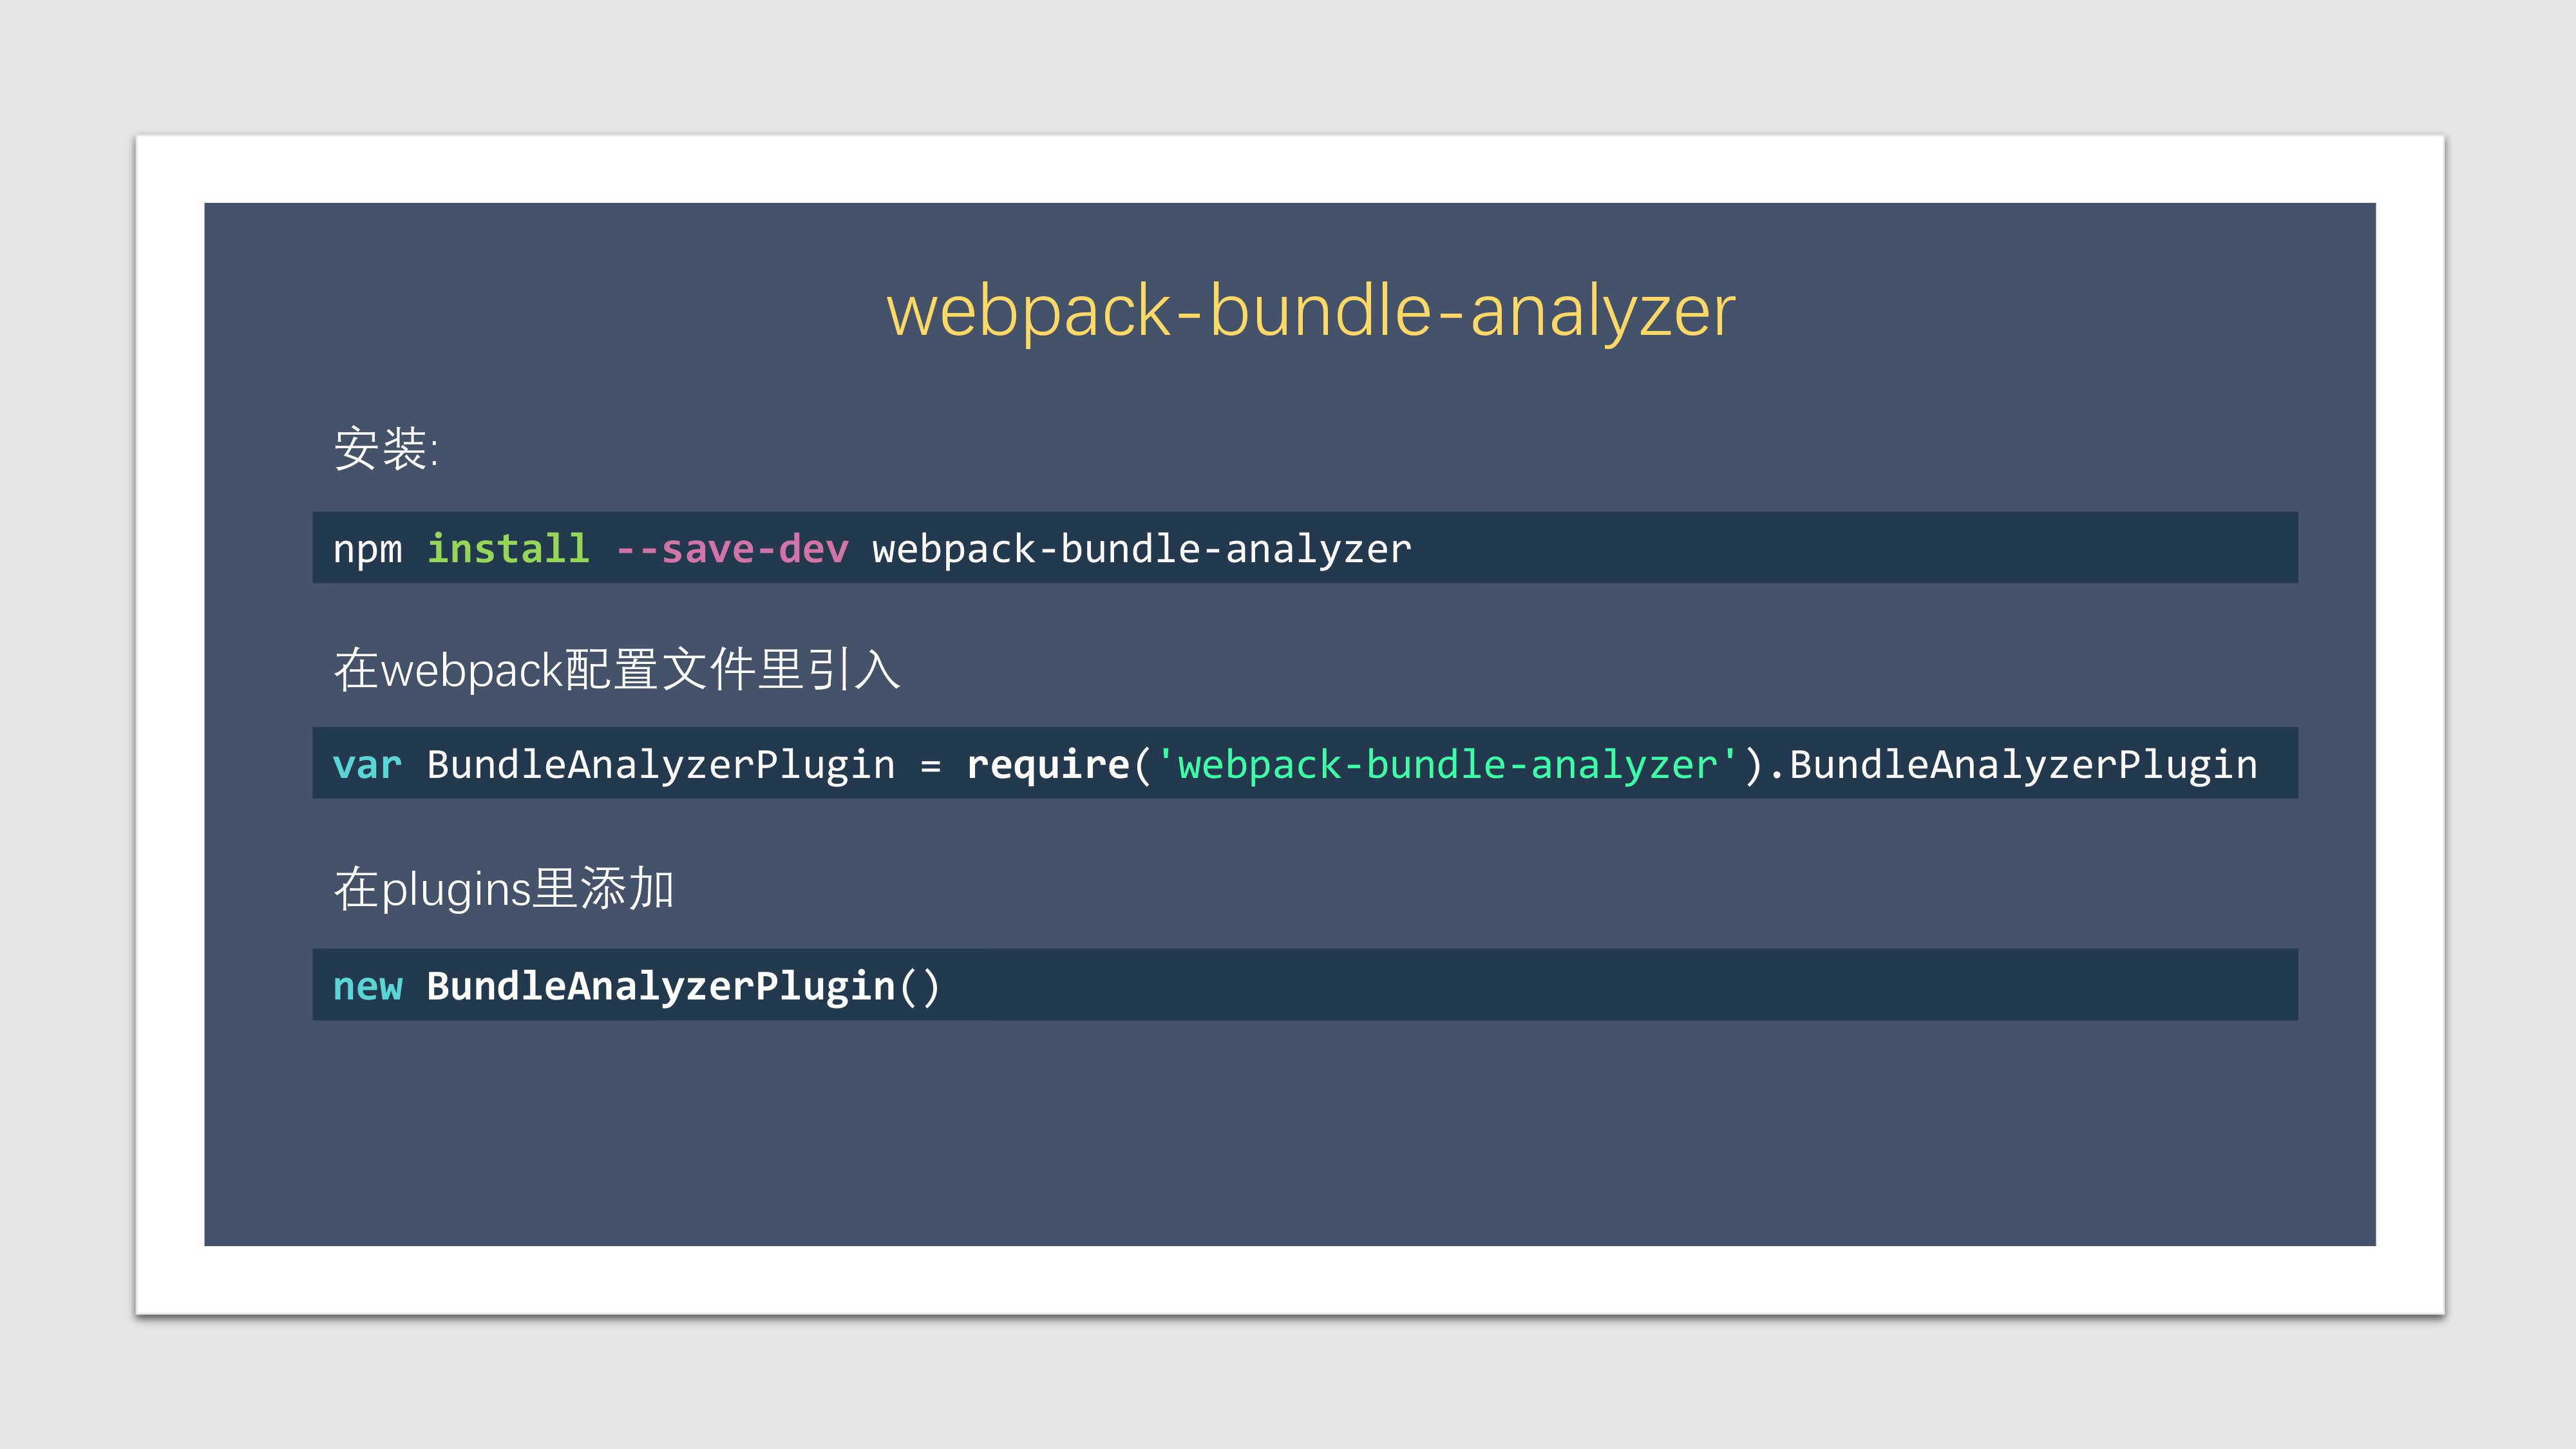 webpack-bundle-analyzer
安装:
npm install --save-dev webpack-bundle-analyzer
在webpack配置文件里引入
var BundleAnalyzerPlugin = require('webpack-bundle-analyzer').BundleAnalyzerPlugin
在plugins里添加
new BundleAnalyzerPlugin()